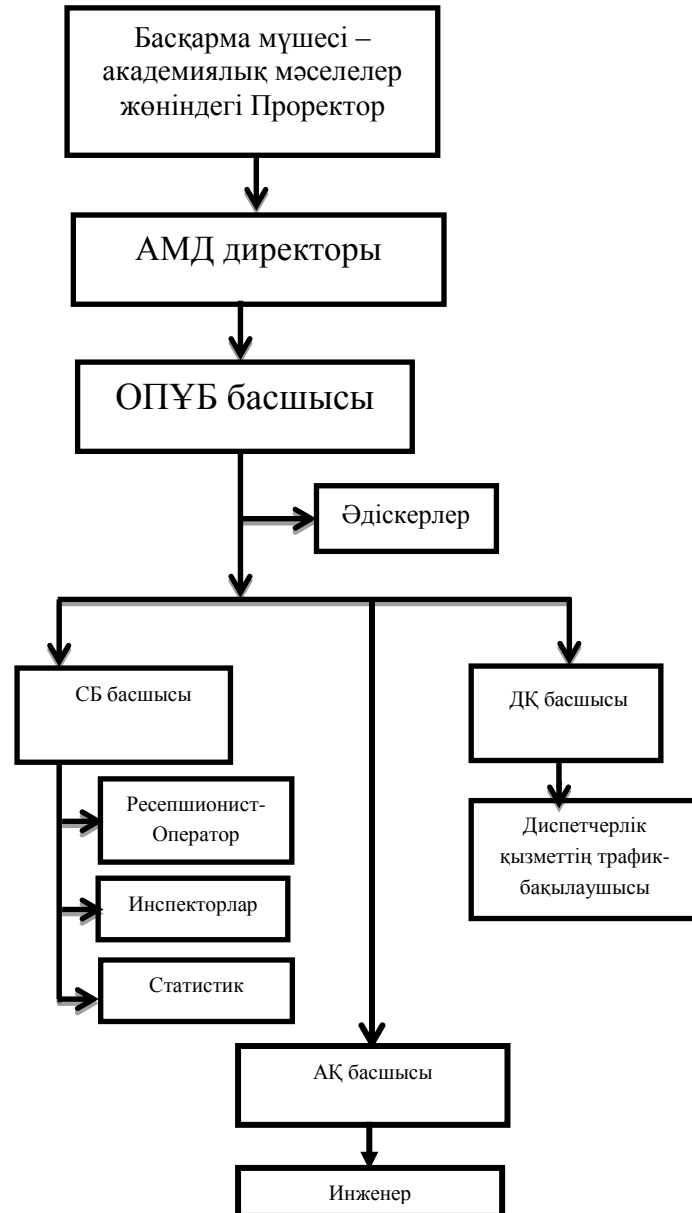 Басқарма мүшесі –
академиялық мәселелер
жөніндегі Проректор
АМД директоры
ОПҰБ басшысы
Әдіскерлер
СБ басшысы
ДҚ басшысы
Ресепшионист-
Оператор
Диспетчерлік
қызметтің трафик-
бақылаушысы
Инспекторлар
Статистик
АҚ басшысы
Инженер